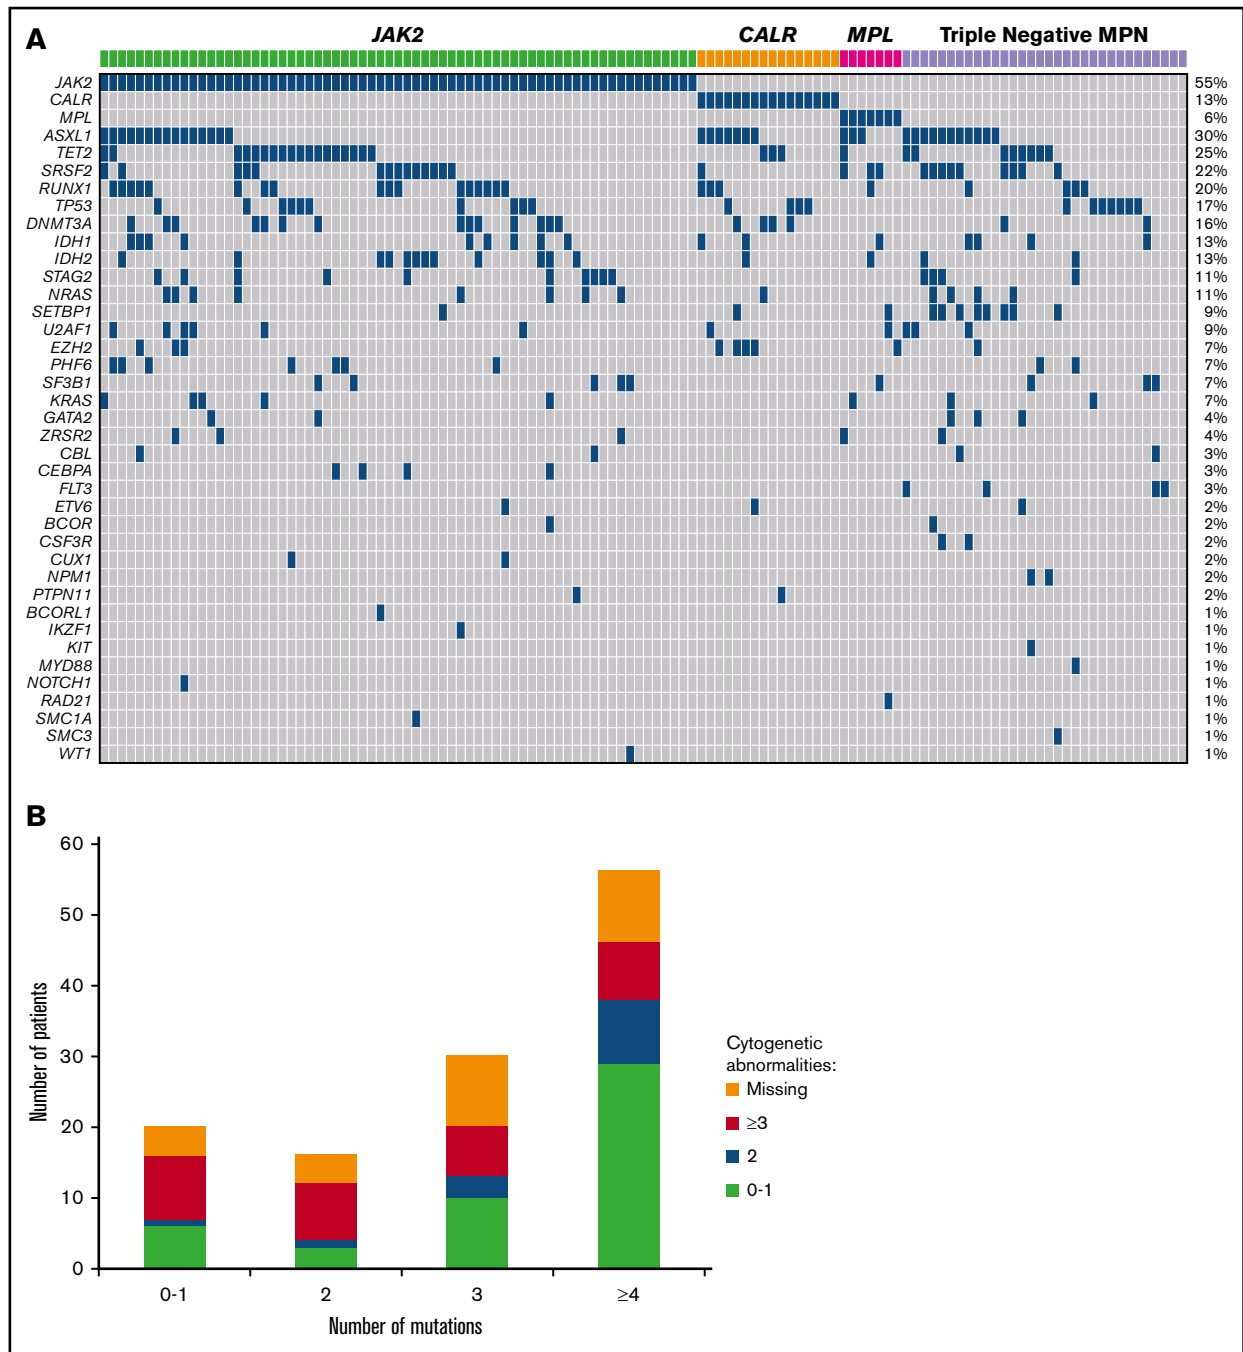 A
JAK2 CALR MPL Triple Negative MPN
JAK2 55%
CALR 13%
MPL 6%
ASXL1 30%
TET2 25%
SRSF2 22%
RUNX1 20%
TP53 17%
DNMT3A 16%
IDH1 13%
IDH2 13%
STAG2 11%
NRAS 11%
SETBP1 9%
U2AF1 9%
EZH2 7%
PHF6 7%
SF3B1 7%
KRAS 7%
GATA2 4%
ZRSR2 4%
CBL 3%
CEBPA 3%
FLT3 3%
ETV6 2%
BCOR 2%
CSF3R 2%
CUX1 2%
NPM1 2%
PTPN11 2%
BCORL1 1%
IKZF1 1%
KIT 1%
MYD88 1%
NOTCH1 1%
RAD21 1%
SMC1A 1%
SMC3 1%
WT1 1%
B
Number of patients
60
50
40
30
20
10
0
0-1 2 3 ≥4
Number of mutations
Cytogenetic
abnormalities:
Missing
≥3
2
0-1